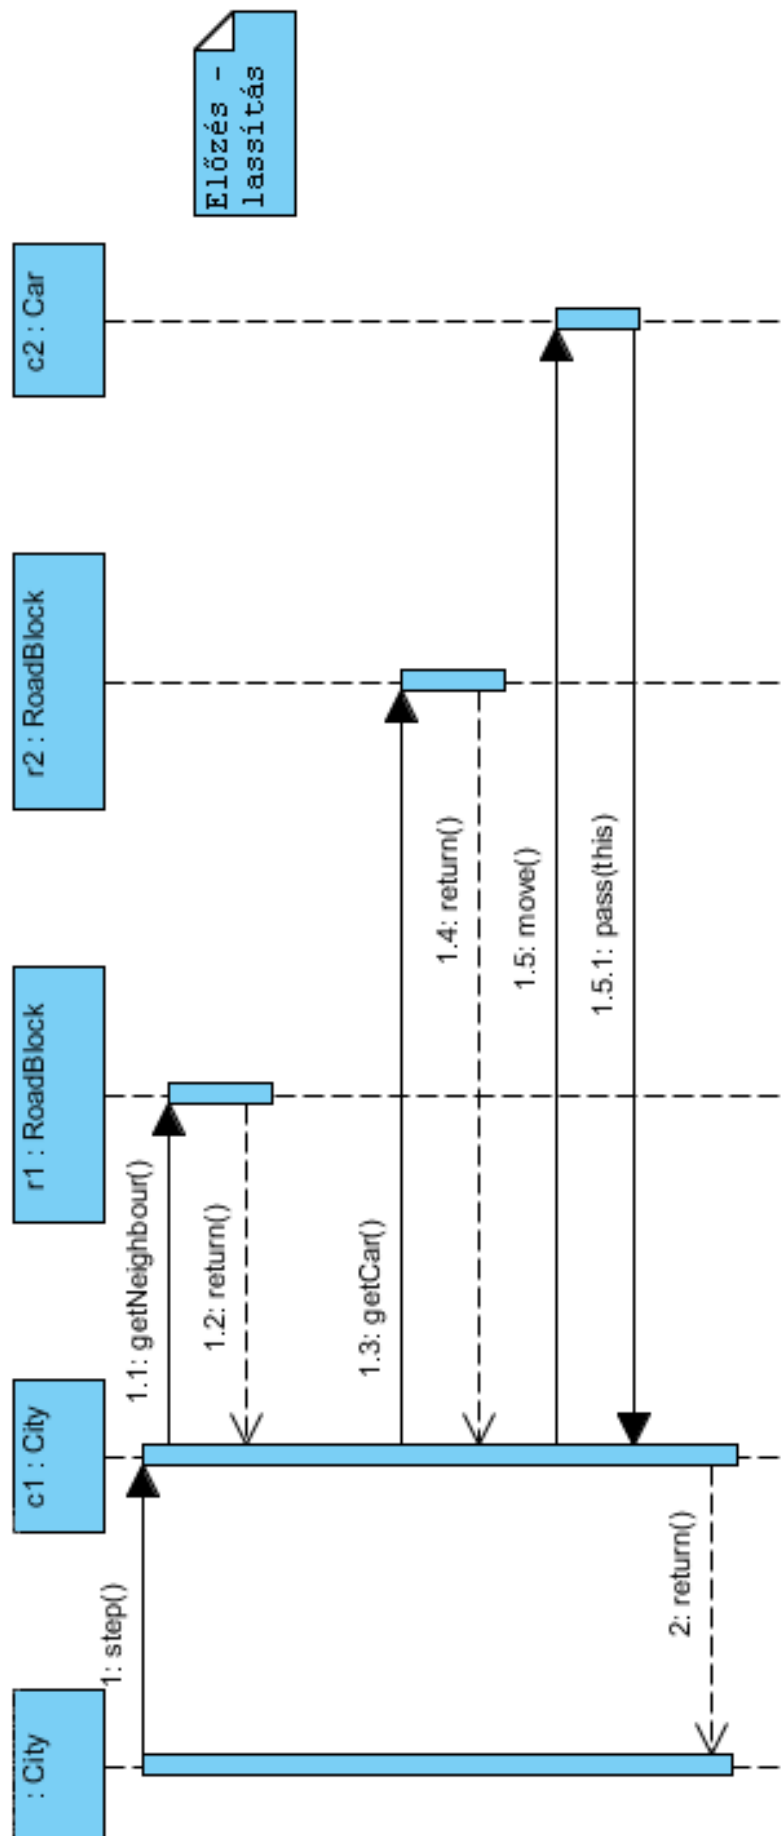 : City
c1 : City
r1 : RoadBlock
r2 : RoadBlock
c2 : Car
Előzés -
lassítás
1: step()
1.1: getNeighbour()
1.2: return()
1.3: getCar()
1.4: return()
1.5: move()
1.5.1: pass(this)
2: return()